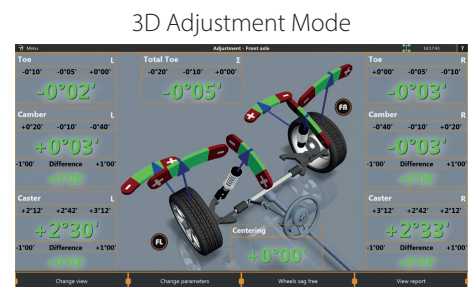 3D Adjustment Mode
Menu
Adjustment - Front axle
16:17:43 ?
Toe L
-0°10' -0°05' +0°00'
-0°02'
Total Toe Σ
-0°20' -0°10' +0°00'
-0°05'
Toe R
+0°00' -0°05' -0°10'
-0°03'
Camber L
+0°20' -0°10' -0°40'
+0°03'
-1°00' Difference +1°00'
+0°06'
Camber R
-0°40' -0°10' +0°20'
-0°03'
-1°00' Difference +1°00'
Caster L
+2°12' +2°42' +3°12'
+2°30'
-1°00' Difference +1°00'
Caster R
+3°12' +2°42' +2°12'
+2°33'
-1°00' Difference +1°00'
FR
FL
Centering
+0°00'
Change view
Change parameters
Wheels sag free
View report